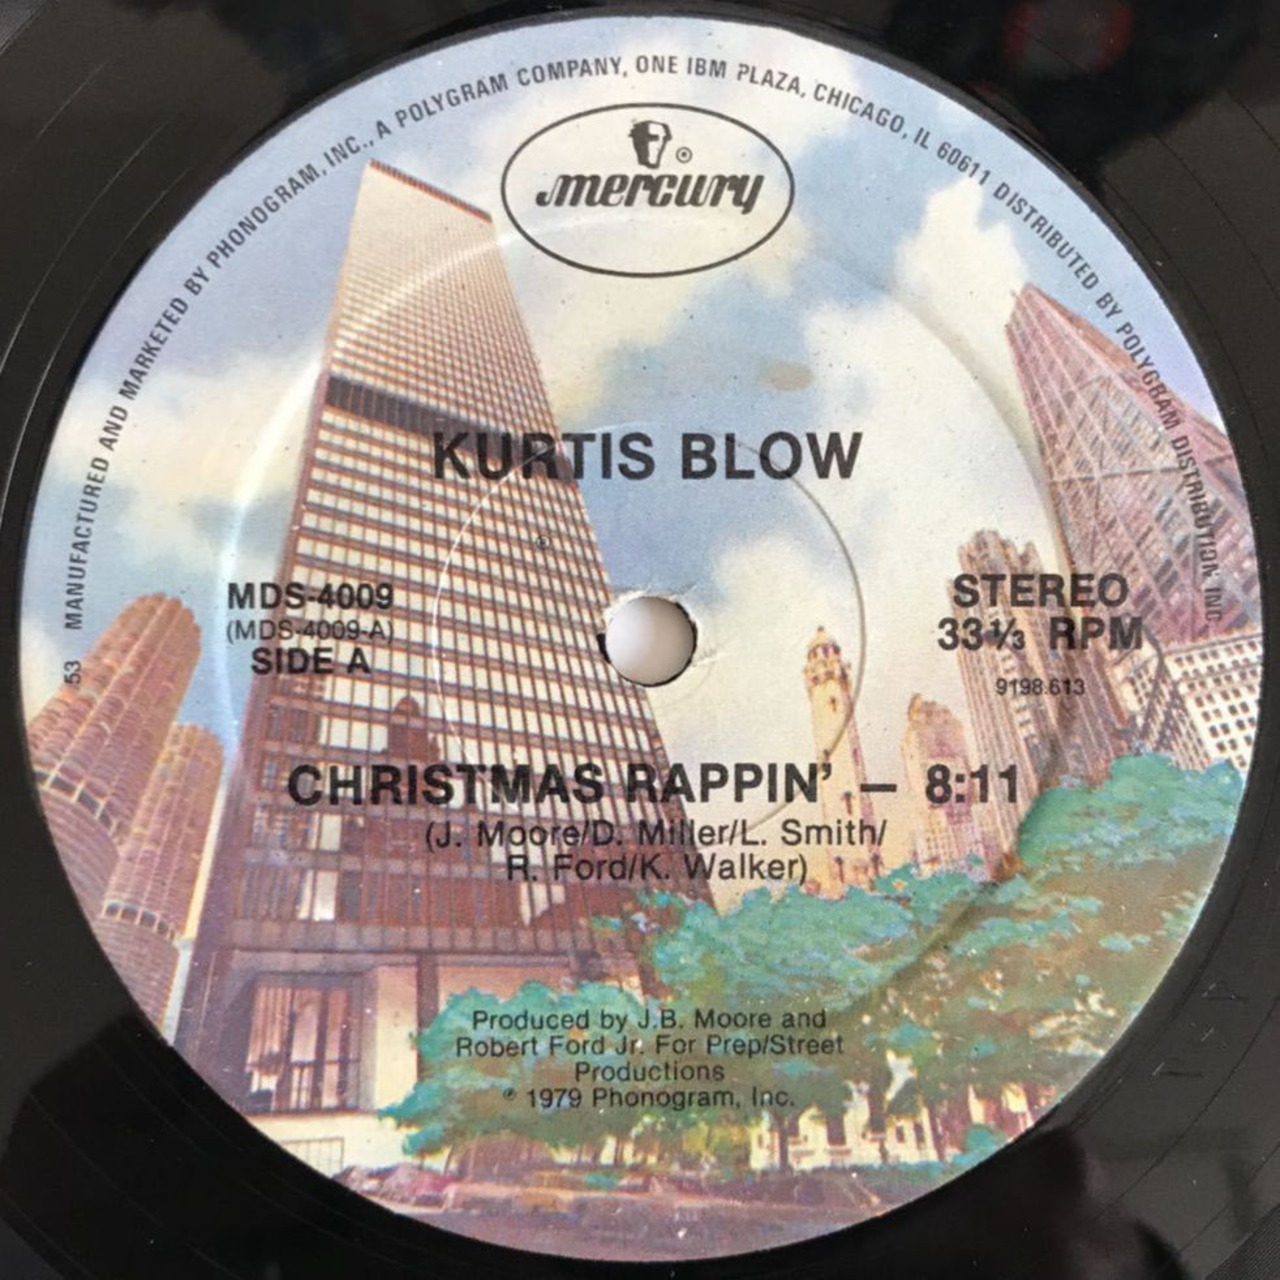 53 MANUFACTURED AND MARKETED BY PHONOGRAM, INC., A POLYGRAM COMPANY, ONE IBM PLAZA, CHICAGO, IL 60611 DISTRIBUTED BY POLYGRAM DISTRIBUTION, INC
mercury ®
KURTIS BLOW
℗
MDS-4009
(MDS-4009-A)
SIDE A
STEREO
33⅓ RPM
9198.613
CHRISTMAS RAPPIN' — 8:11
(J. Moore/D. Miller/L. Smith/
R. Ford/K. Walker)
Produced by J.B. Moore and
Robert Ford Jr. For Prep/Street
Productions
℗ 1979 Phonogram, Inc.